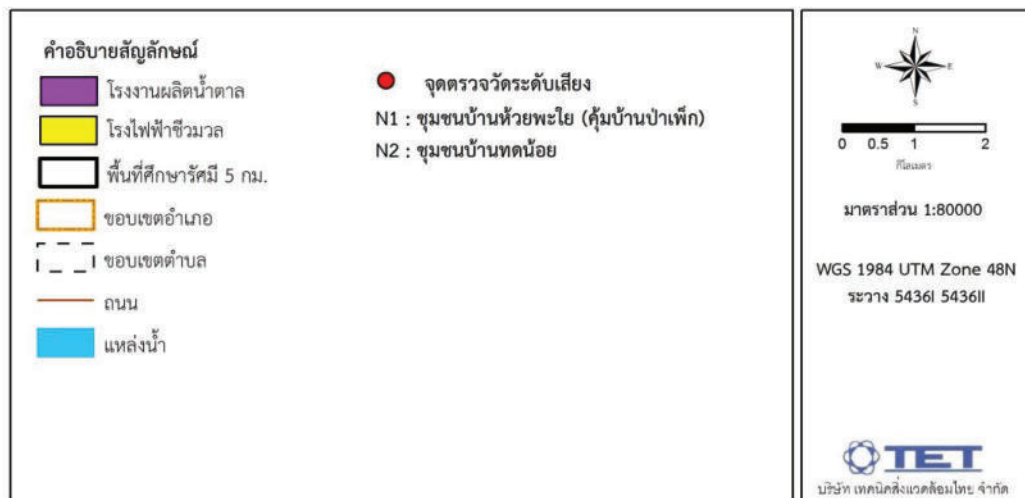 คำอธิบายสัญลักษณ์
โรงงานผลิตน้ำตาล
โรงไฟฟ้าชีวมวล
พื้นที่ศึกษารัศมี 5 กม.
ขอบเขตอำเภอ
ขอบเขตตำบล
ถนน
แหล่งน้ำ
จุดตรวจวัดระดับเสียง
N1 : ชุมชนบ้านห้วยพะใย (คุ้มบ้านป่าเพ็ก)
N2 : ชุมชนบ้านทดน้อย
N
W E
S
0 0.5 1 2
กิโลเมตร
มาตราส่วน 1:80000
WGS 1984 UTM Zone 48N
ระวาง 5436I 5436II
TET
บริษัท เทคนิคสิ่งแวดล้อมไทย จำกัด